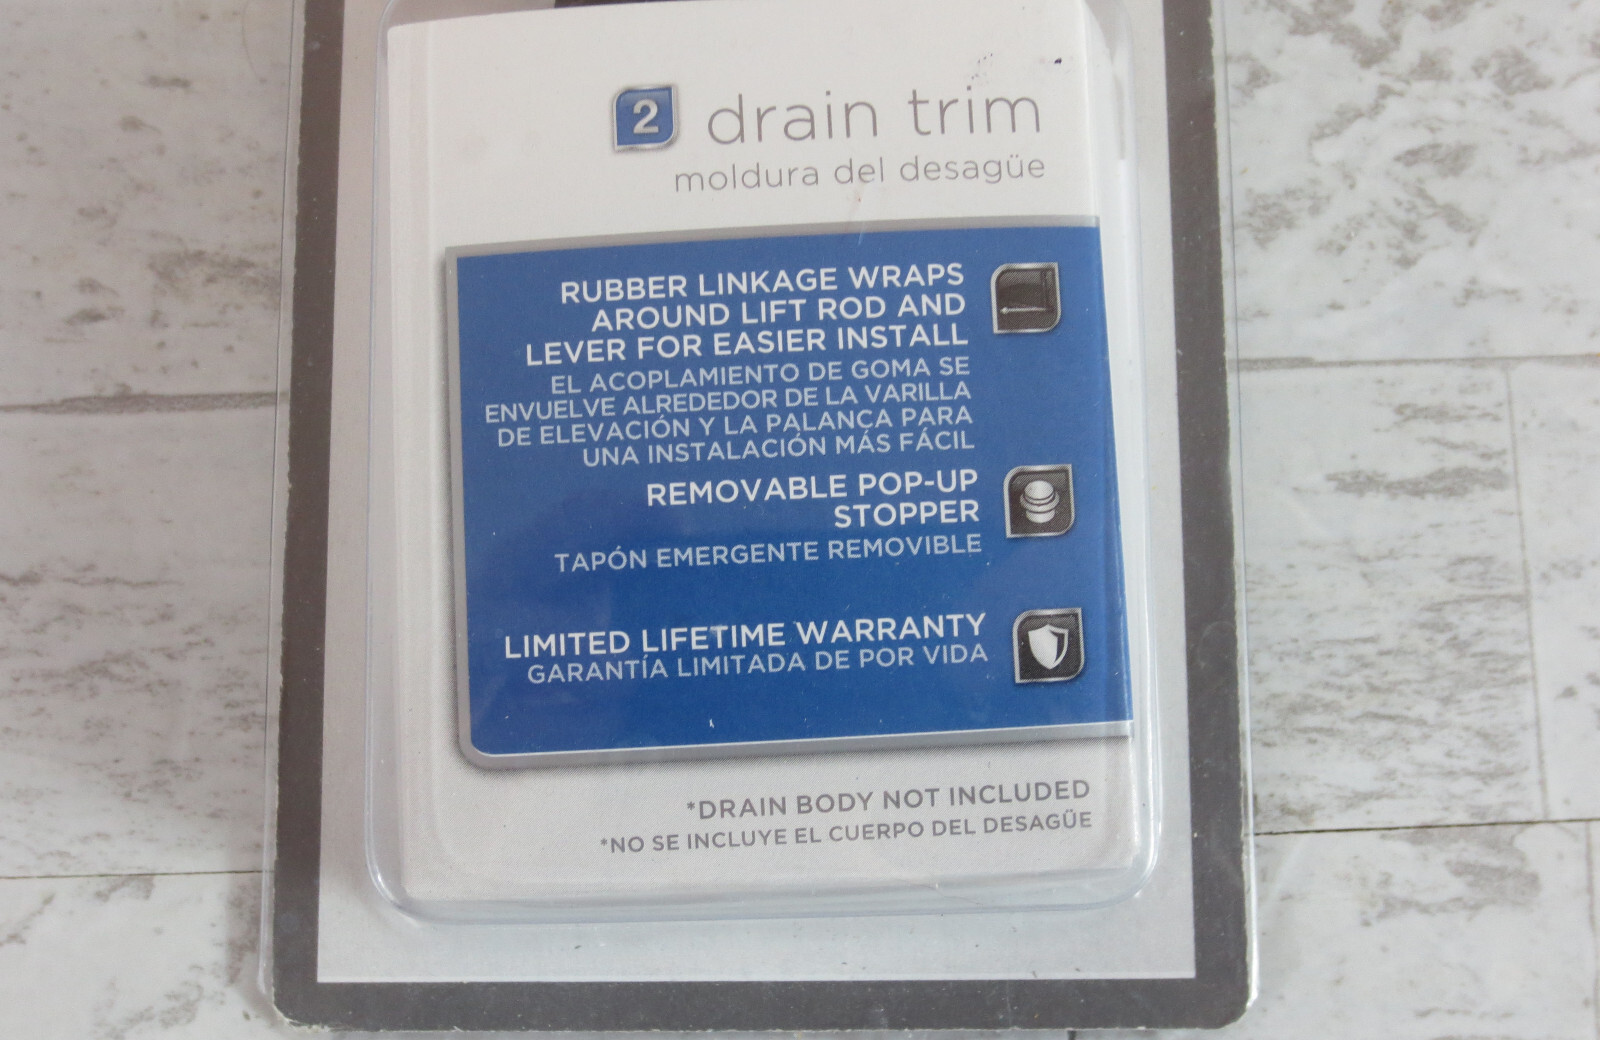 2 drain trim
moldura del desagüe
RUBBER LINKAGE WRAPS
AROUND LIFT ROD AND
LEVER FOR EASIER INSTALL
EL ACOPLAMIENTO DE GOMA SE
ENVUELVE ALREDEDOR DE LA VARILLA
DE ELEVACIÓN Y LA PALANCA PARA
UNA INSTALACIÓN MÁS FÁCIL
REMOVABLE POP-UP
STOPPER
TAPÓN EMERGENTE REMOVIBLE
LIMITED LIFETIME WARRANTY
GARANTÍA LIMITADA DE POR VIDA
*DRAIN BODY NOT INCLUDED
*NO SE INCLUYE EL CUERPO DEL DESAGÜE